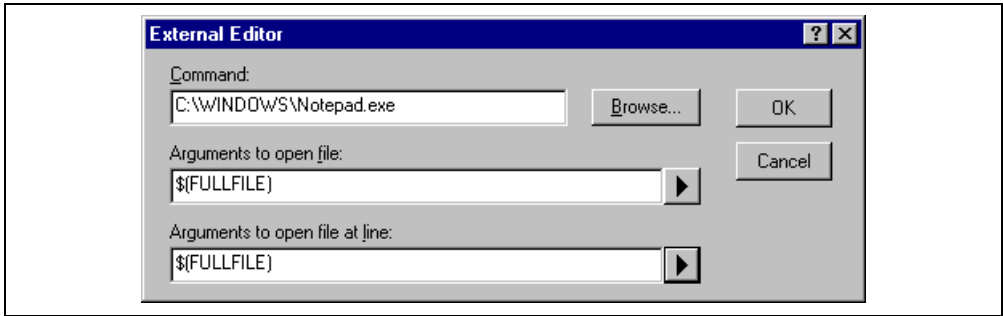 External Editor
Command:
C:\WINDOWS\Notepad.exe
Browse...
OK
Arguments to open file:
Cancel
$(FULLFILE)
Arguments to open file at line:
$(FULLFILE)